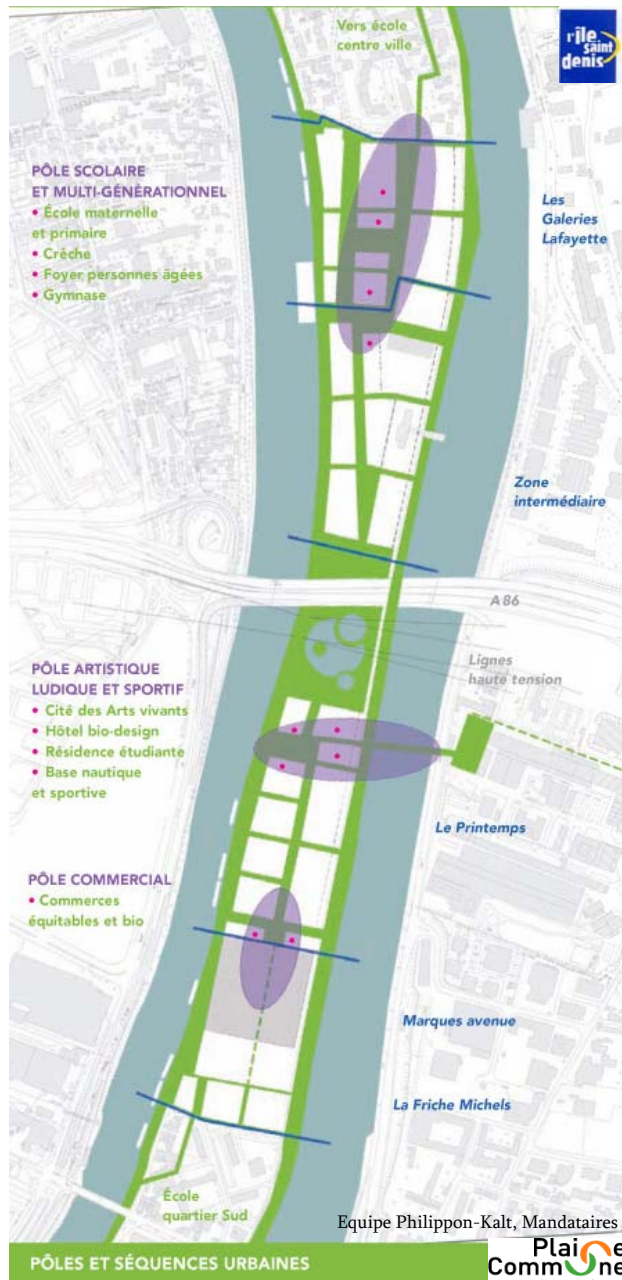 Vers école
centre ville
l'île
saint
denis
PÔLE SCOLAIRE
ET MULTI-GÉNÉRATIONNEL
• École maternelle
et primaire
• Crêche
• Foyer personnes âgées
• Gymnase
Les
Galeries
Lafayette
Zone
intermédiaire
A 86
Lignes
haute tension
PÔLE ARTISTIQUE
LUDIQUE ET SPORTIF
• Cité des Arts vivants
• Hôtel bio-design
• Résidence étudiante
• Base nautique
et sportive
Le Printemps
PÔLE COMMERCIAL
• Commerces
équitables et bio
Marques avenue
La Friche Michels
École
quartier Sud
Equipe Philippon-Kalt, Mandataires
PÔLES ET SÉQUENCES URBAINES
Plaine
Commune